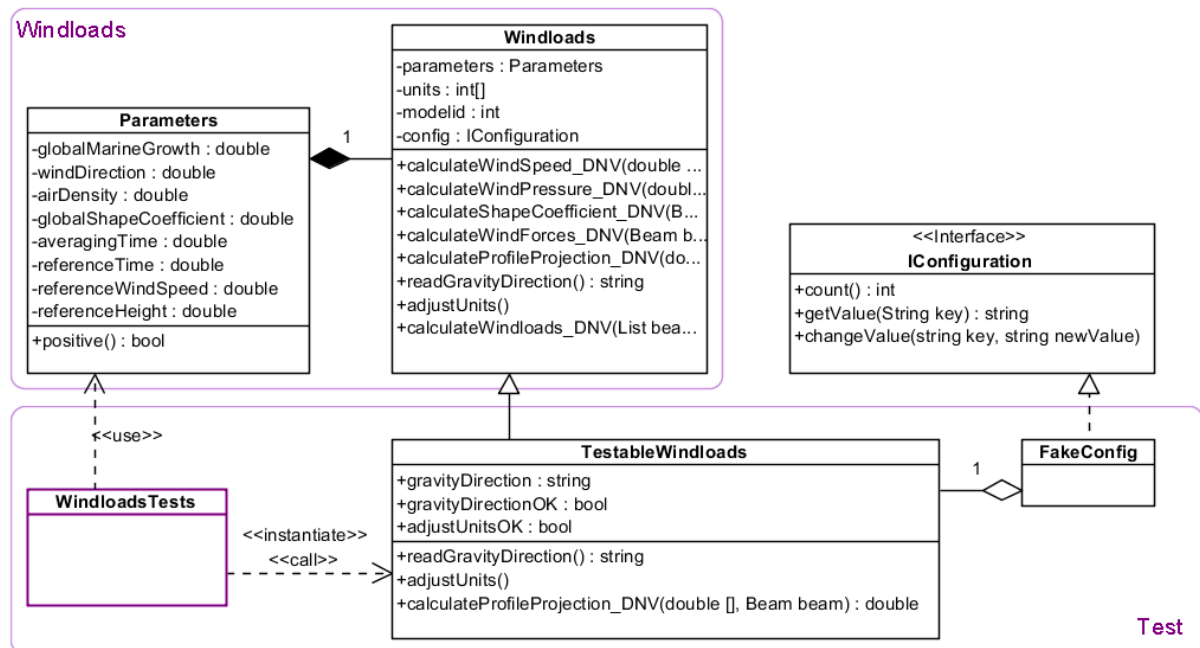 Windloads
Windloads
-parameters : Parameters
-units : int[]
-modelid : int
-config : IConfiguration
+calculateWindSpeed_DNV(double ...
+calculateWindPressure_DNV(doubl...
+calculateShapeCoefficient_DNV(B...
+calculateWindForces_DNV(Beam b...
+calculateProfileProjection_DNV(do...
+readGravityDirection() : string
+adjustUnits()
+calculateWindloads_DNV(List bea...
Parameters
-globalMarineGrowth : double
-windDirection : double
-airDensity : double
-globalShapeCoefficient : double
-averagingTime : double
-referenceTime : double
-referenceWindSpeed : double
-referenceHeight : double
+positive() : bool
1
<<Interface>>
IConfiguration
+count() : int
+getValue(String key) : string
+changeValue(string key, string newValue)
<<use>>
WindloadsTests
<<instantiate>>
<<call>>
TestableWindloads
+gravityDirection : string
+gravityDirectionOK : bool
+adjustUnitsOK : bool
+readGravityDirection() : string
+adjustUnits()
+calculateProfileProjection_DNV(double [], Beam beam) : double
1
FakeConfig
Test